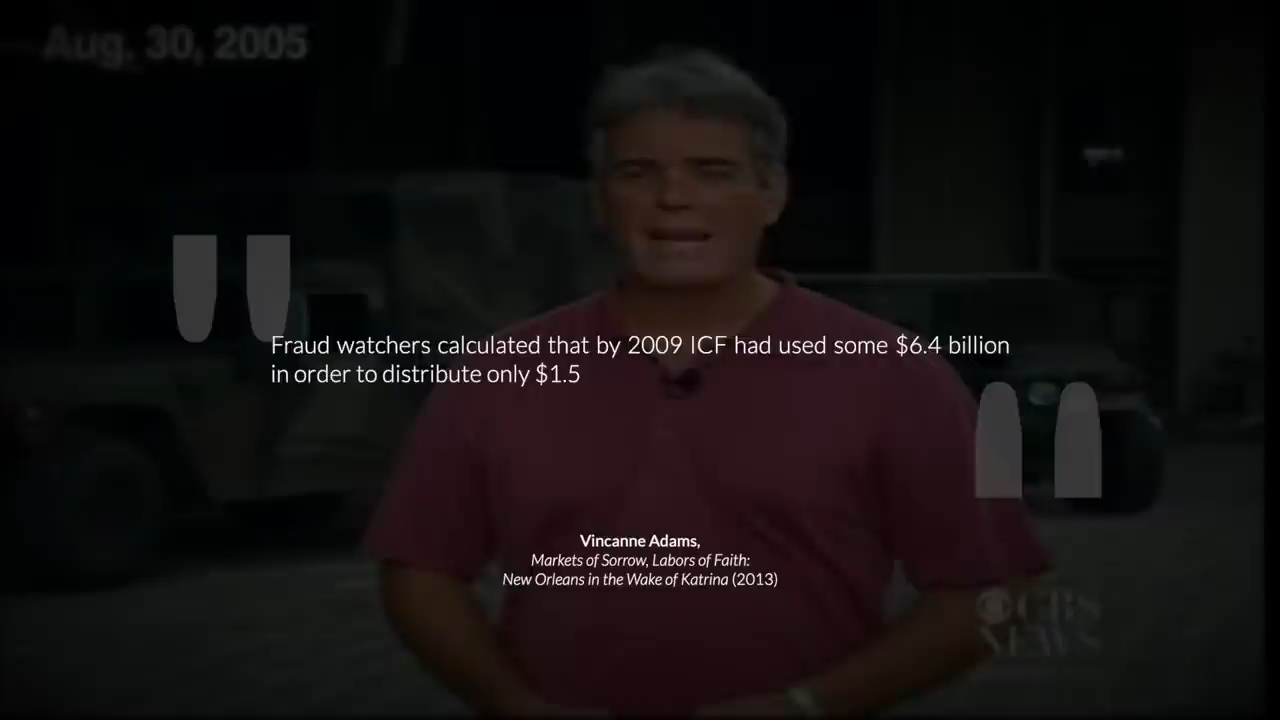 Aug. 30, 2005
"
Fraud watchers calculated that by 2009 ICF had used some $6.4 billion
in order to distribute only $1.5
"
Vincanne Adams,
Markets of Sorrow, Labors of Faith:
New Orleans in the Wake of Katrina (2013)
CBS
NEWS